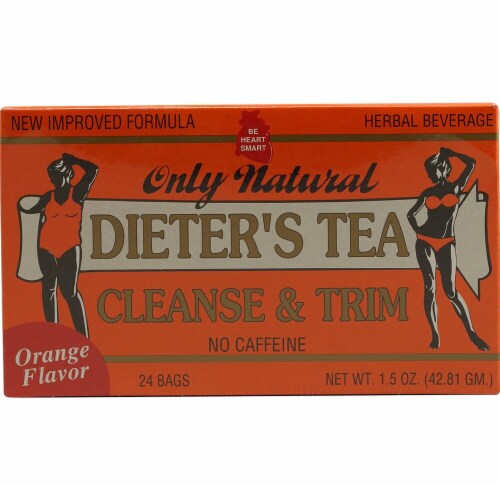 NEW IMPROVED FORMULA
HERBAL BEVERAGE
BE
HEART
SMART
Only Natural
DIETER'S TEA
CLEANSE & TRIM
NO CAFFEINE
Orange
Flavor
24 BAGS
NET WT. 1.5 OZ. (42.81 GM.)